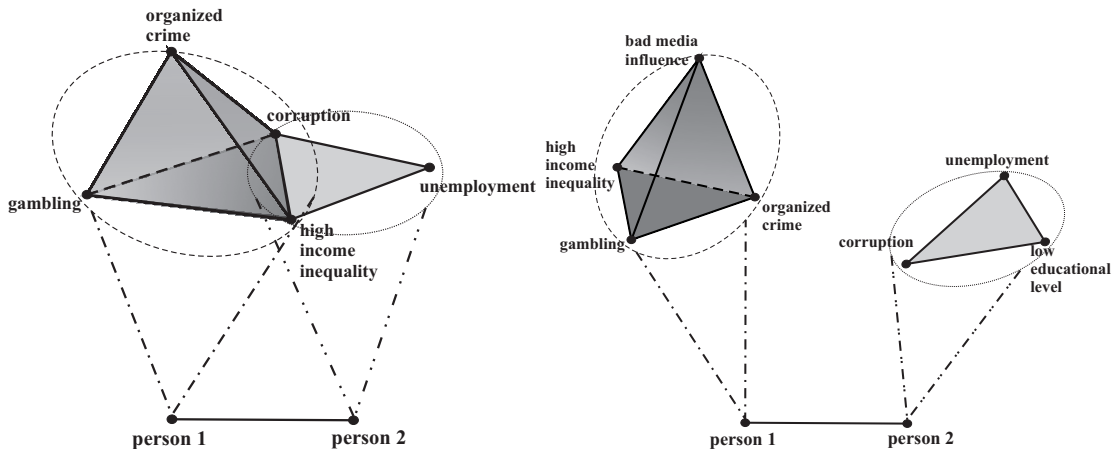 organized
crime
corruption
unemployment
gambling
high
income
inequality
person 1
person 2
bad media
influence
high
income
inequality
gambling
organized
crime
unemployment
corruption
low
educational
level
person 1
person 2